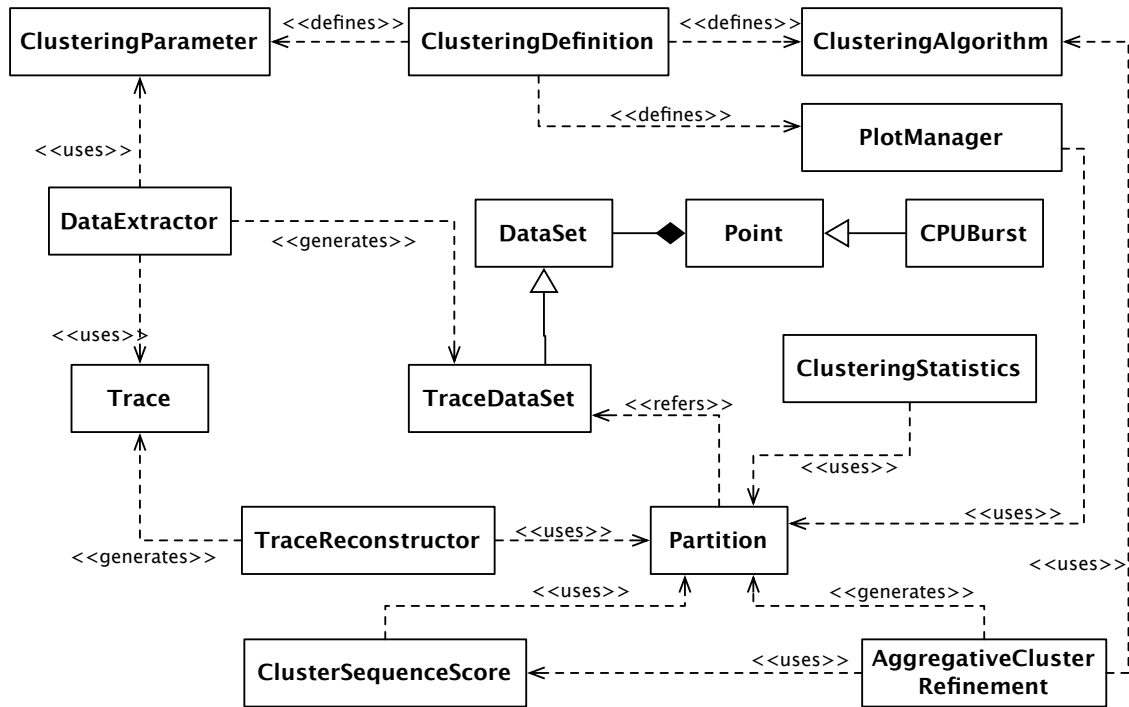 <<defines>>
<<defines>>
ClusteringParameter
ClusteringDefinition
ClusteringAlgorithm
<<defines>>
PlotManager
<<uses>>
DataExtractor
<<generates>>
DataSet
Point
CPUBurst
<<uses>>
ClusteringStatistics
Trace
TraceDataSet
<<refers>>
<<uses>>
<<uses>>
TraceReconstructor
<<uses>>
Partition
<<generates>>
<<uses>>
<<uses>>
<<generates>>
ClusterSequenceScore
<<uses>>
AggregativeCluster
Refinement